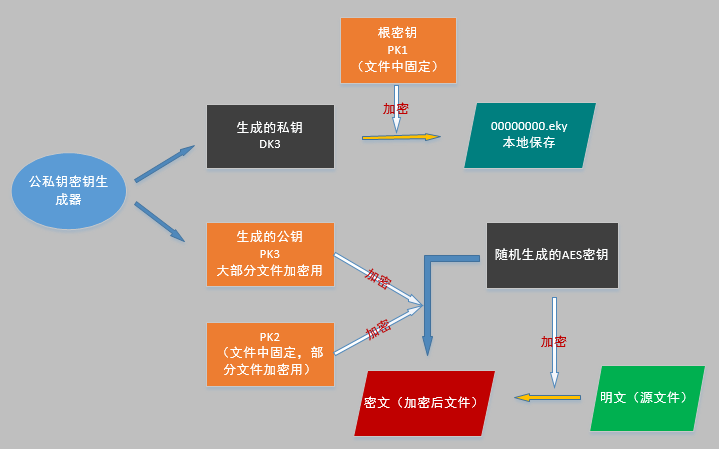 根密钥
PK1
（文件中固定）
加密
生成的私钥
DK3
00000000.eky
本地保存
公私钥密钥生
成器
生成的公钥
PK3
大部分文件加密用
加密
随机生成的AES密钥
PK2
（文件中固定，部
分文件加密用）
加密
加密
密文（加密后文件）
明文（源文件）